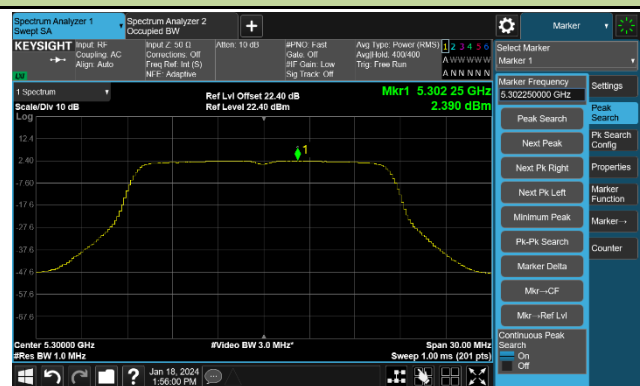 Spectrum Analyzer 1
Swept SA
Spectrum Analyzer 2
Occupied BW
Marker
KEYSIGHT
Input: RF
Coupling: AC
Align: Auto
Input Z: 50 Ω
Corrections: Off
Freq Ref: Int (S)
NFE: Adaptive
Atten: 10 dB
#PNO: Fast
Gate: Off
#IF Gain: Low
Sig Track: Off
Avg Type: Power (RMS)
Avg|Hold: 400/400
Trig: Free Run
1 2 3 4 5 6
A W W W W W
A N N N N N
LXI
Select Marker
Marker 1
1 Spectrum
Scale/Div 10 dB
Log
Ref Lvl Offset 22.40 dB
Ref Level 22.40 dBm
Mkr1 5.302 25 GHz
2.390 dBm
12.4
2.40
-7.60
-17.6
-27.6
-37.6
-47.6
-57.6
-67.6
1
Center 5.30000 GHz
#Res BW 1.0 MHz
#Video BW 3.0 MHz*
Span 30.00 MHz
Sweep 1.00 ms (201 pts)
Marker Frequency
5.302250000 GHz
Peak Search
Next Peak
Next Pk Right
Next Pk Left
Minimum Peak
Pk-Pk Search
Marker Delta
Mkr→CF
Mkr→Ref Lvl
Continuous Peak
Search
On
Off
Settings
Peak
Search
Pk Search
Config
Properties
Marker
Function
Marker→
Counter
?
Jan 18, 2024
1:56:00 PM